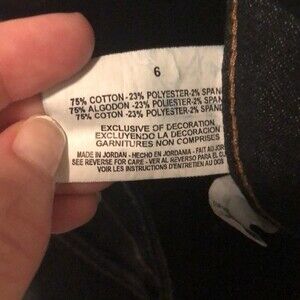 6
75% COTTON-23% POLYESTER-2% SPAN
75% ALGODON -23% POLIESTER-2% SPAN
75% COTON -23% POLYESTER-2% SPAN
EXCLUSIVE OF DECORATION
EXCLUYENDO LA DECORACION
GARNITURES NON COMPRISES
MADE IN JORDAN - HECHO EN JORDANIA - FAIT AU JOR
SEE REVERSE FOR CARE - VER AL REVERSO PARA EL
VOIR LES INSTRUCTIONS D'ENTRETIEN AU DOS